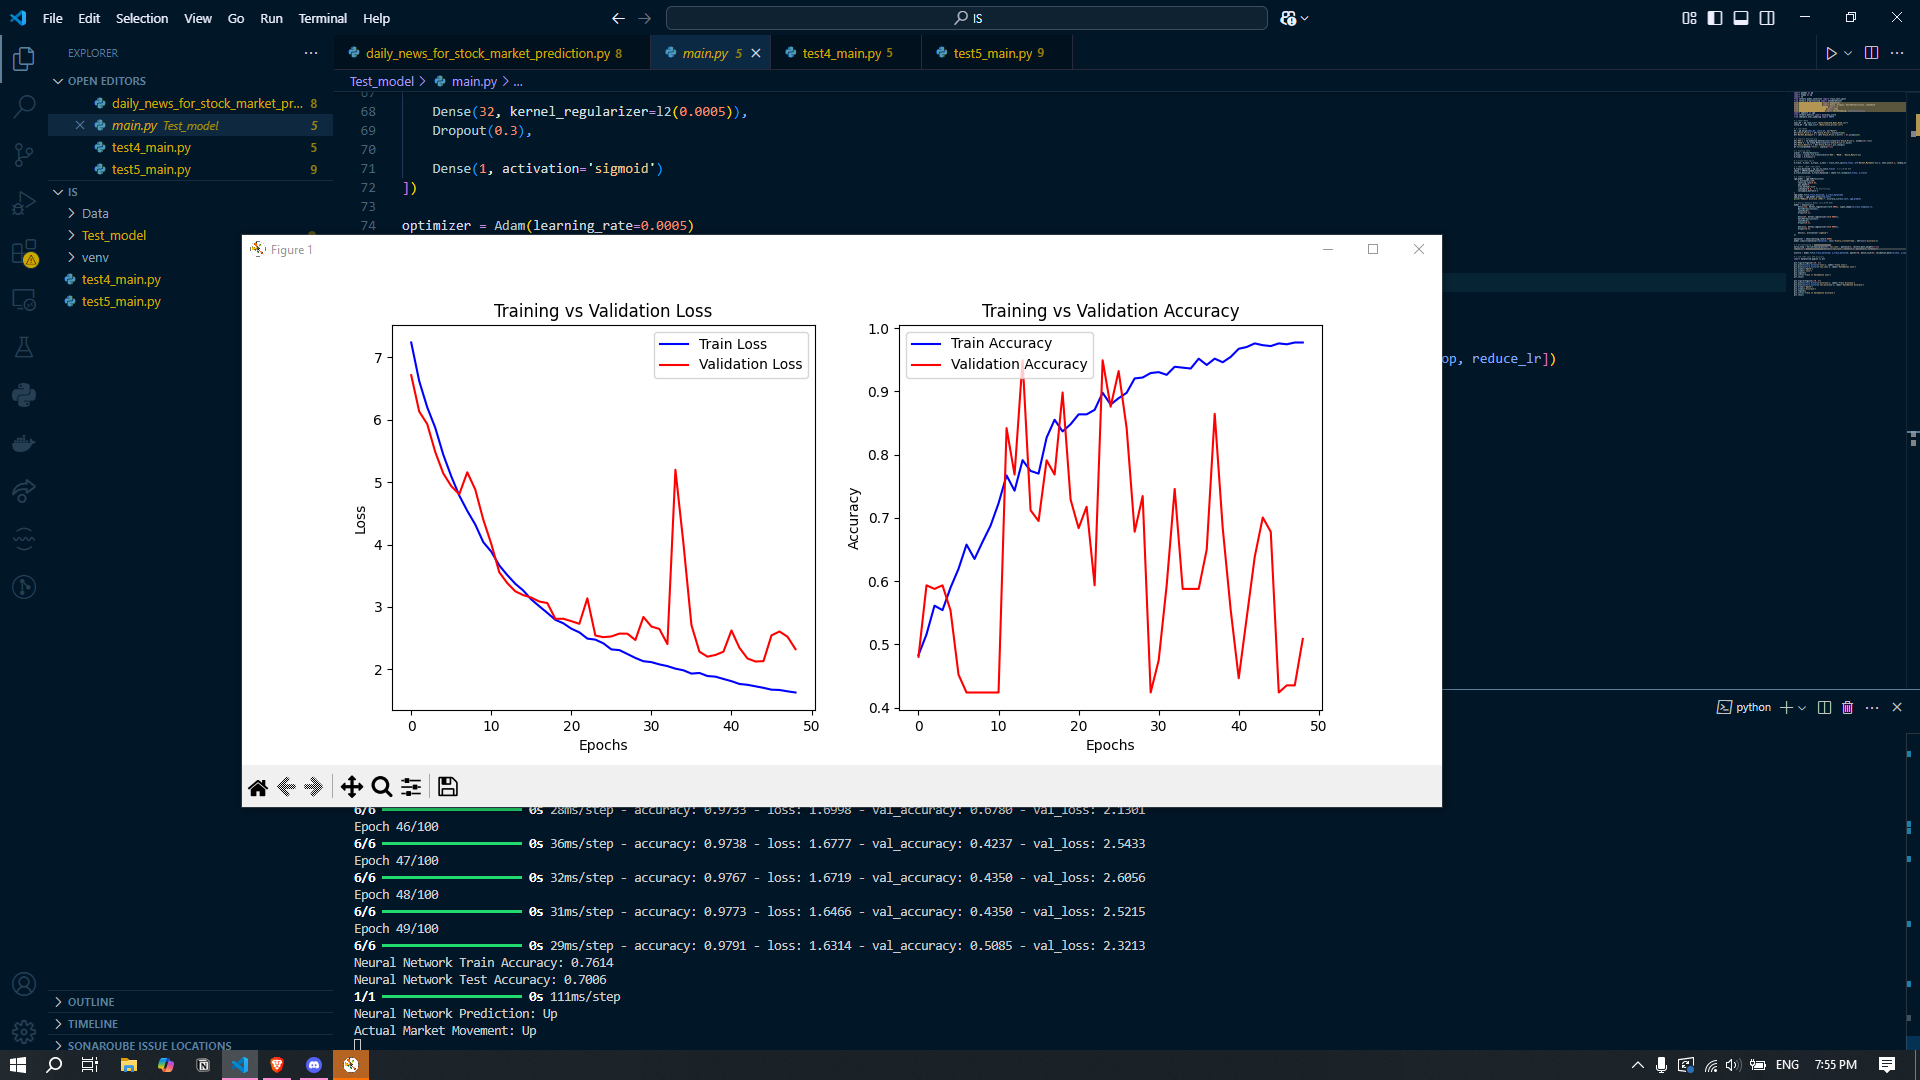 File Edit Selection View Go Run Terminal Help
IS
EXPLORER
daily_news_for_stock_market_prediction.py 8
main.py 5
test4_main.py 5
test5_main.py 9
Test_model > main.py > ...
OPEN EDITORS
daily_news_for_stock_market_pr... 8
main.py Test_model 5
test4_main.py 5
test5_main.py 9
IS
Data
Test_model
venv
test4_main.py
test5_main.py
67
68 Dense(32, kernel_regularizer=l2(0.0005)),
69 Dropout(0.3),
70
71 Dense(1, activation='sigmoid')
72 ])
73
74 optimizer = Adam(learning_rate=0.0005)
op, reduce_lr])
Figure 1
Training vs Validation Loss
Train Loss
Validation Loss
Loss
7
6
5
4
3
2
0 10 20 30 40 50
Epochs
Training vs Validation Accuracy
Train Accuracy
Validation Accuracy
Accuracy
1.0
0.9
0.8
0.7
0.6
0.5
0.4
0 10 20 30 40 50
Epochs
python
6/6 0s 28ms/step - accuracy: 0.9733 - loss: 1.6998 - val_accuracy: 0.6780 - val_loss: 2.1301
Epoch 46/100
6/6 0s 36ms/step - accuracy: 0.9738 - loss: 1.6777 - val_accuracy: 0.4237 - val_loss: 2.5433
Epoch 47/100
6/6 0s 32ms/step - accuracy: 0.9767 - loss: 1.6719 - val_accuracy: 0.4350 - val_loss: 2.6056
Epoch 48/100
6/6 0s 31ms/step - accuracy: 0.9773 - loss: 1.6466 - val_accuracy: 0.4350 - val_loss: 2.5215
Epoch 49/100
6/6 0s 29ms/step - accuracy: 0.9791 - loss: 1.6314 - val_accuracy: 0.5085 - val_loss: 2.3213
Neural Network Train Accuracy: 0.7614
Neural Network Test Accuracy: 0.7006
1/1 0s 111ms/step
Neural Network Prediction: Up
Actual Market Movement: Up
OUTLINE
TIMELINE
SONARQUBE ISSUE LOCATIONS
ENG
7:55 PM